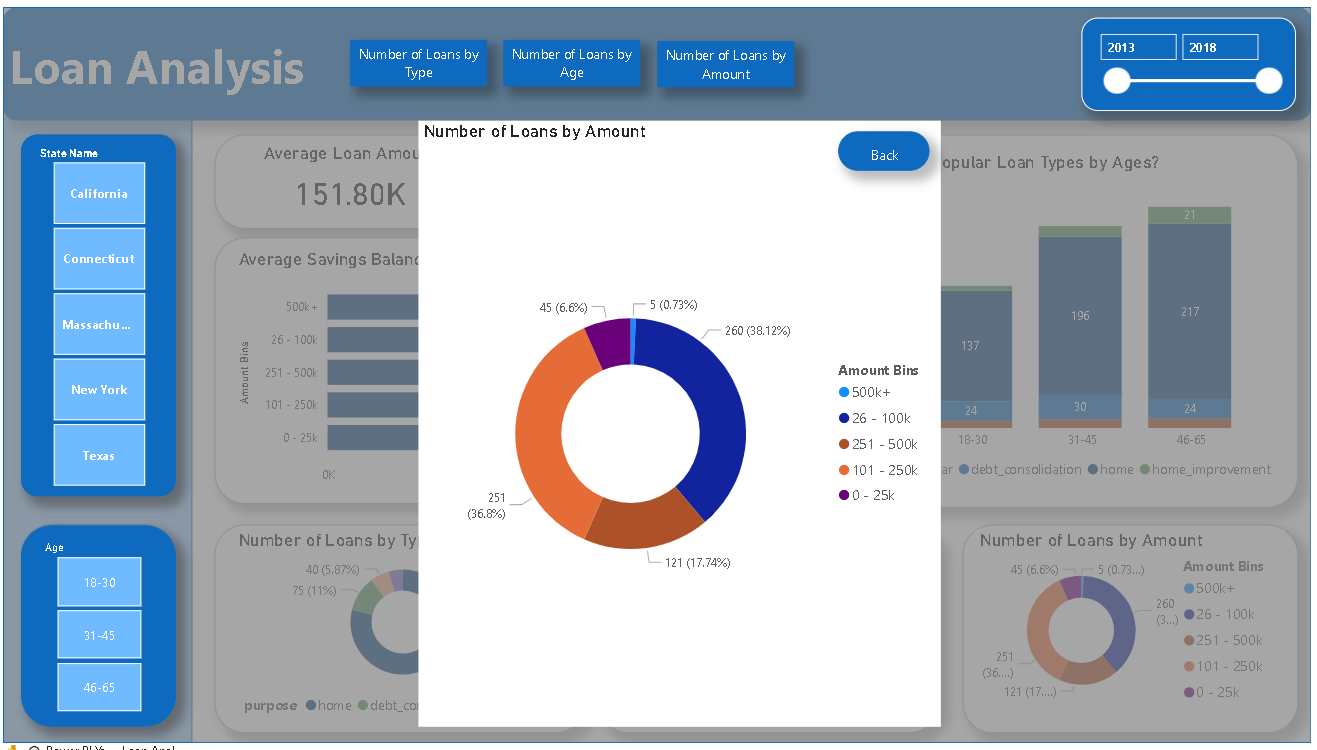 Loan Analysis
Number of Loans by
Type
Number of Loans by
Age
Number of Loans by
Amount
2013
2018
State Name
California
Connecticut
Massachu...
New York
Texas
Age
18-30
31-45
46-65
Average Loan Amou
151.80K
Average Savings Balanc
Amount Bins
500k+
26 - 100k
251 - 500k
101 - 250k
0 - 25k
0K
Number of Loans by Ty
40 (5.87%)
75 (11%)
purpose
home
debt_co
Number of Loans by Amount
Back
45 (6.6%)
5 (0.73%)
260 (38.12%)
251
(36.8%)
121 (17.74%)
Amount Bins
500k+
26 - 100k
251 - 500k
101 - 250k
0 - 25k
opular Loan Types by Ages?
21
137
196
217
24
30
24
18-30
31-45
46-65
ar
debt_consolidation
home
home_improvement
Number of Loans by Amount
45 (6.6%)
5 (0.73...)
260
(3...)
251
(36....)
121 (17....)
Amount Bins
500k+
26 - 100k
251 - 500k
101 - 250k
0 - 25k